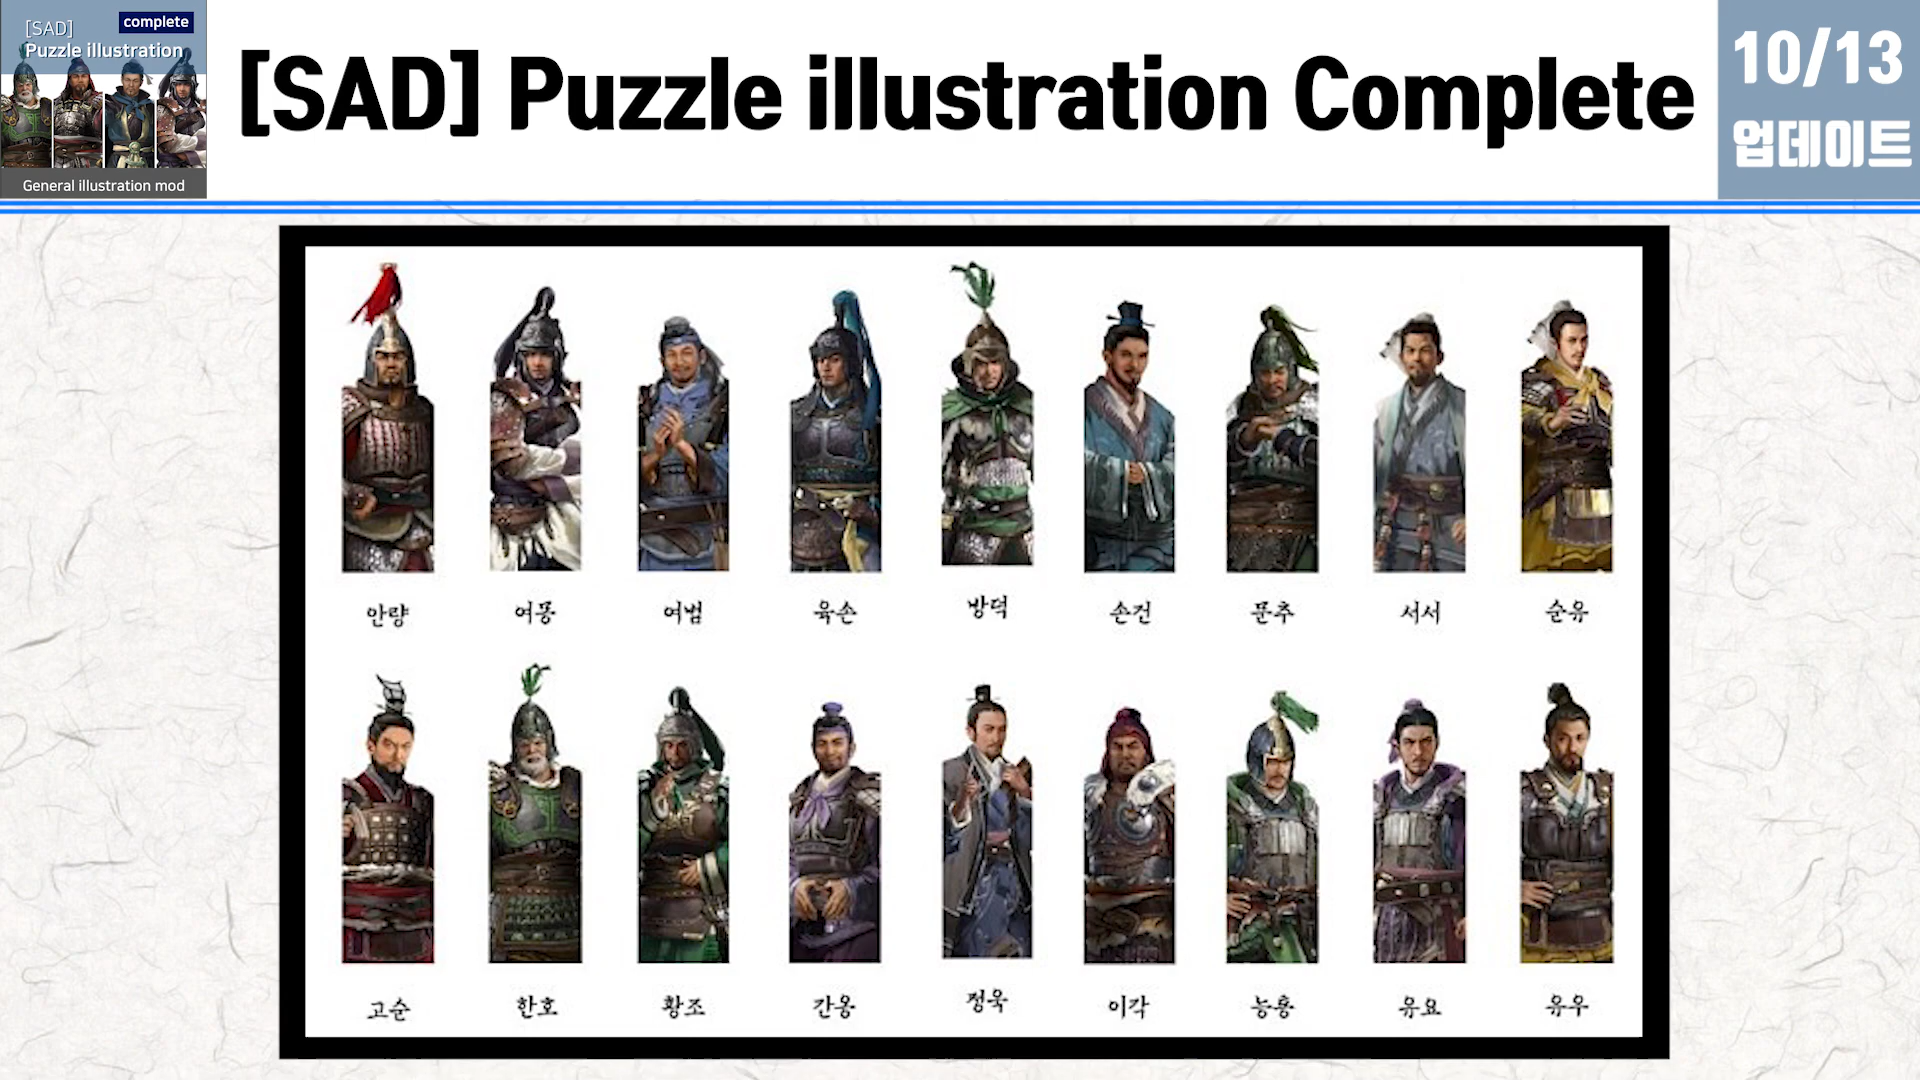 [SAD]
complete
Puzzle illustration
General illustration mod
[SAD] Puzzle illustration Complete
10/13
업데이트
안량 여몽 여범 육손 방덕 손건 문추 서서 순유
고순 한호 황조 간옹 정욱 이각 능통 유요 유우